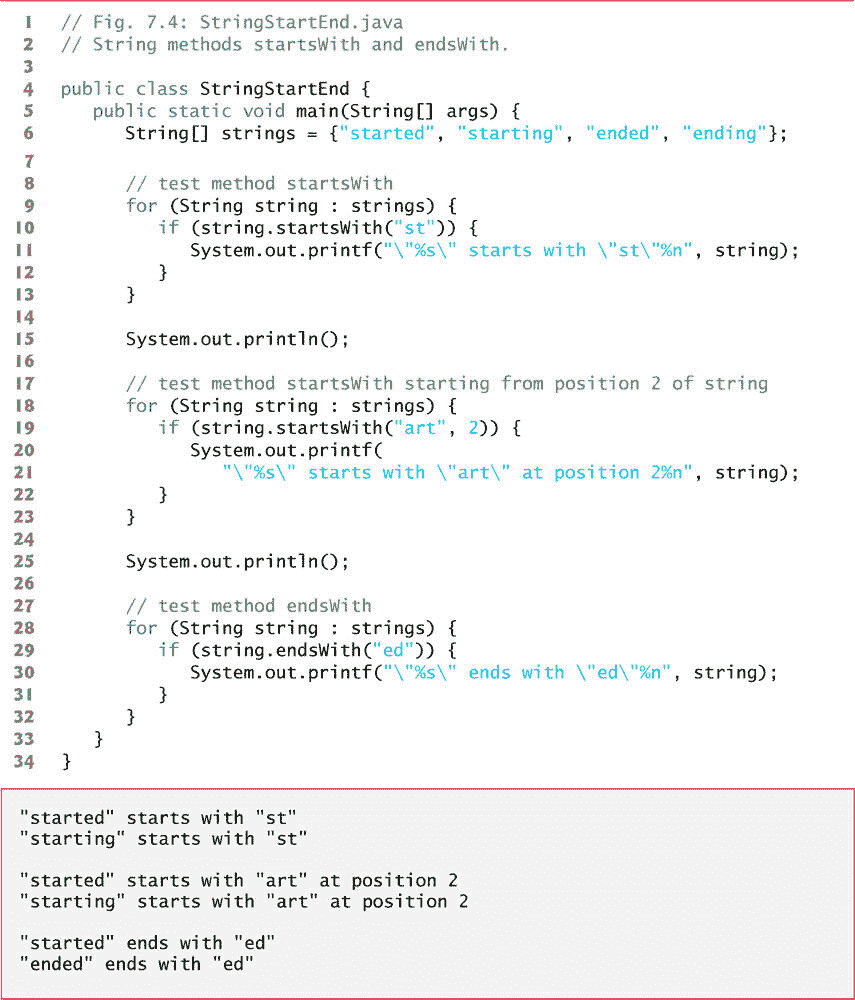 1 // Fig. 7.4: StringStartEnd.java
2 // String methods startsWith and endsWith.
3
4 public class StringStartEnd {
5 public static void main(String[] args) {
6 String[] strings = {"started", "starting", "ended", "ending"};
7
8 // test method startsWith
9 for (String string : strings) {
10 if (string.startsWith("st")) {
11 System.out.printf("\"%s\" starts with \"st\"%n", string);
12 }
13 }
14
15 System.out.println();
16
17 // test method startsWith starting from position 2 of string
18 for (String string : strings) {
19 if (string.startsWith("art", 2)) {
20 System.out.printf(
21 "\"%s\" starts with \"art\" at position 2%n", string);
22 }
23 }
24
25 System.out.println();
26
27 // test method endsWith
28 for (String string : strings) {
29 if (string.endsWith("ed")) {
30 System.out.printf("\"%s\" ends with \"ed\"%n", string);
31 }
32 }
33 }
34 }
"started" starts with "st"
"starting" starts with "st"
"started" starts with "art" at position 2
"starting" starts with "art" at position 2
"started" ends with "ed"
"ended" ends with "ed"